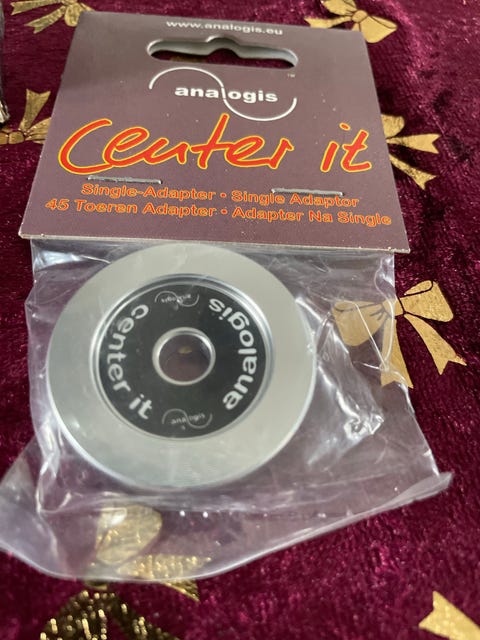 www.analogis.eu
analogis
™
Center it
Single-Adapter • Single Adaptor
45 Toeren Adapter • Adapter Na Single
analogis
analogis
center it
analogis